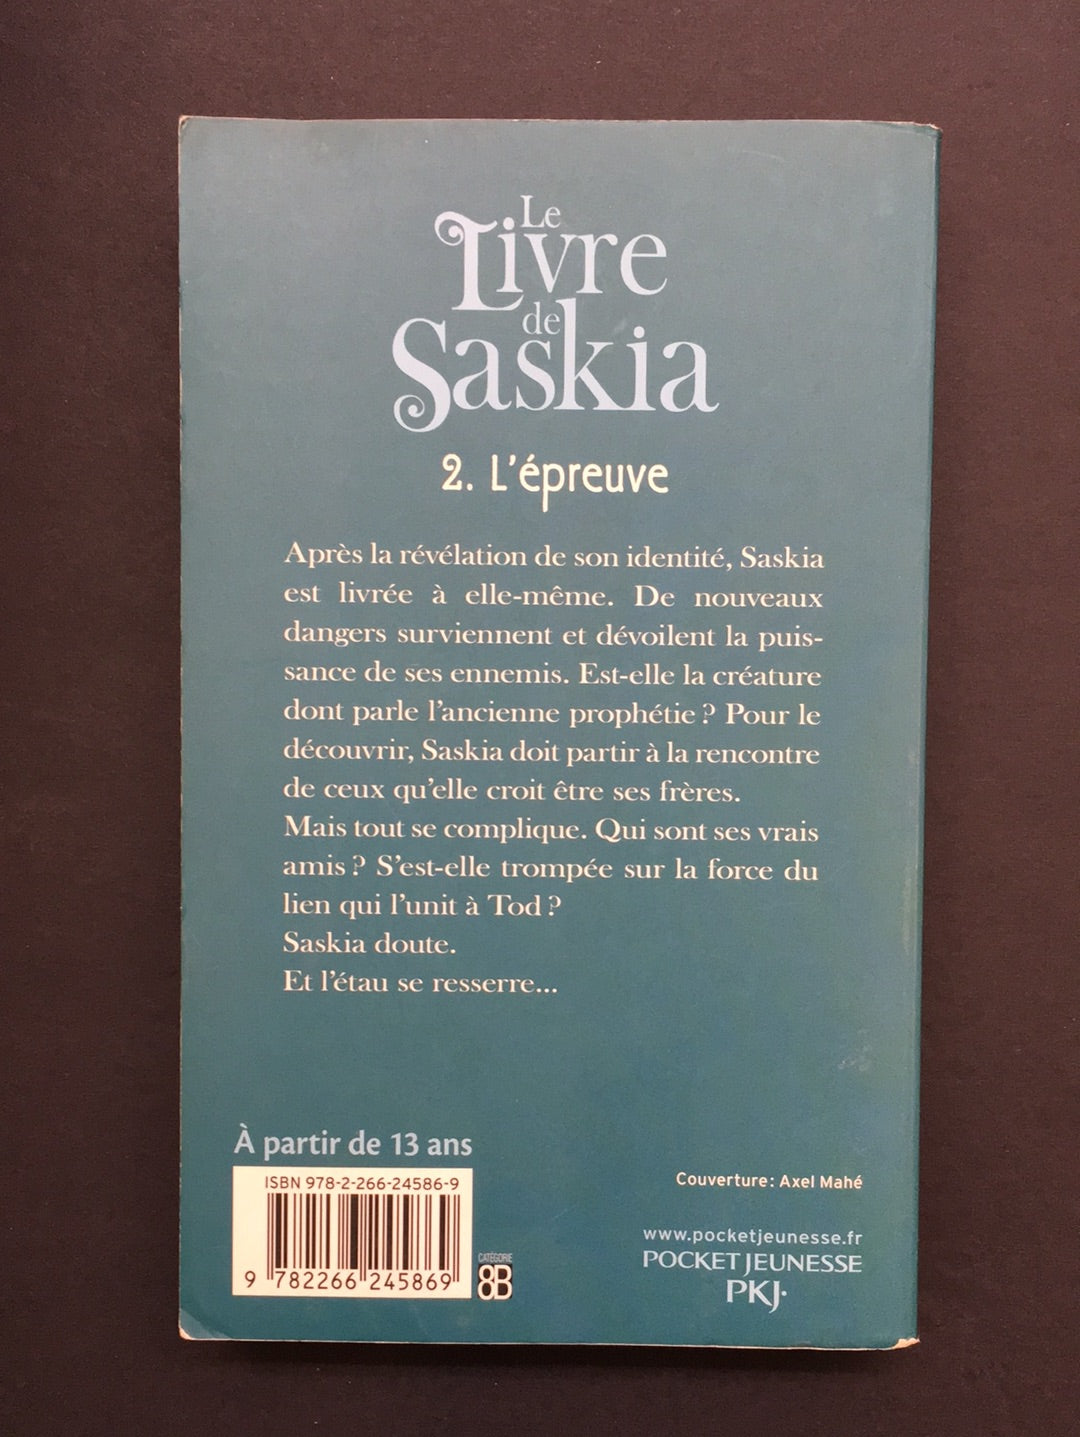 Le
Livre
de
Saskia
2. L'épreuve
Après la révélation de son identité, Saskia
est livrée à elle-même. De nouveaux
dangers surviennent et dévoilent la puis-
sance de ses ennemis. Est-elle la créature
dont parle l'ancienne prophétie ? Pour le
découvrir, Saskia doit partir à la rencontre
de ceux qu'elle croit être ses frères.
Mais tout se complique. Qui sont ses vrais
amis ? S'est-elle trompée sur la force du
lien qui l'unit à Tod ?
Saskia doute.
Et l'étau se resserre...
À partir de 13 ans
ISBN 978-2-266-24586-9
9 782266 245869
CATÉGORIE
8B
Couverture : Axel Mahé
www.pocketjeunesse.fr
POCKET JEUNESSE
PKJ·